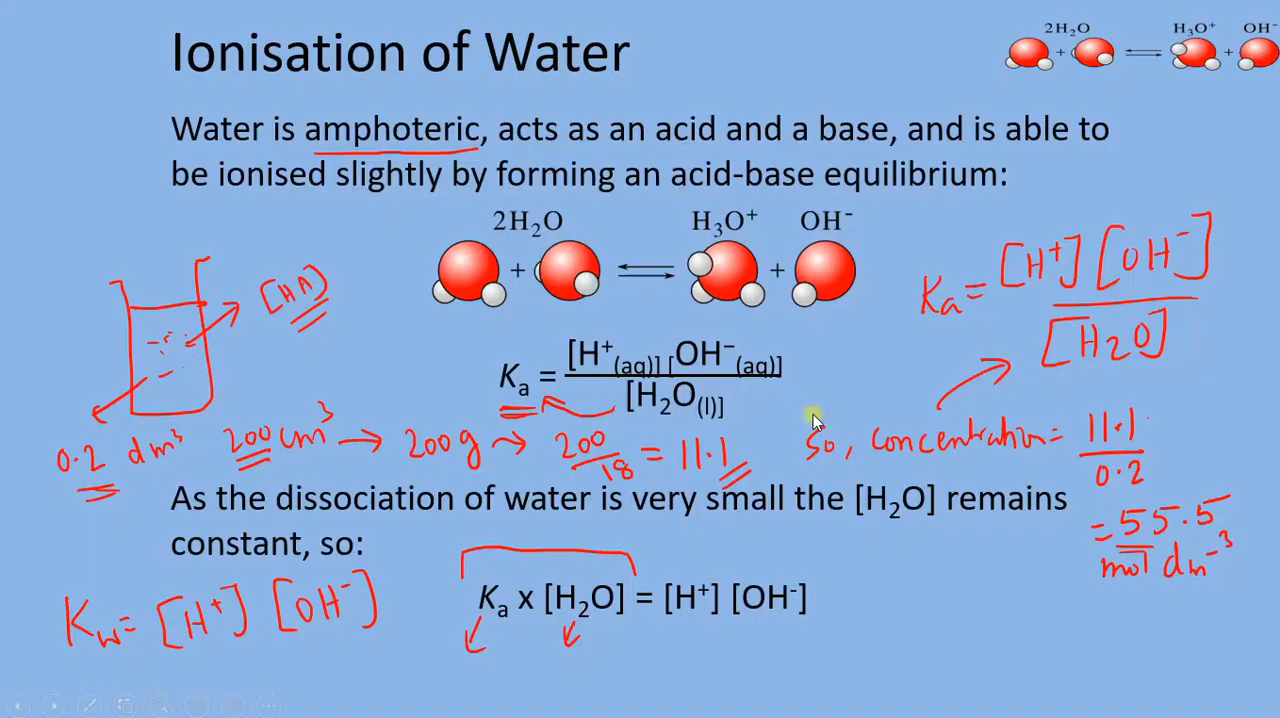 Ionisation of Water
2H₂O H₃O⁺ OH⁻
+ ⇌ +
Water is amphoteric, acts as an acid and a base, and is able to
be ionised slightly by forming an acid-base equilibrium:
2H₂O H₃O⁺ OH⁻
+ ⇌ +
[HA]
Ka = [H⁺][OH⁻]
[H₂O]
Kₐ = [H⁺(aq)] [OH⁻(aq)]
[H₂O(l)]
0.2 dm³ 200 cm³ → 200g → 200/18 = 11.1
So, concentration = 11.1/0.2
= 55.5
mol dm⁻³
As the dissociation of water is very small the [H₂O] remains
constant, so:
Kw = [H⁺] [OH⁻]
Kₐ x [H₂O] = [H⁺] [OH⁻]